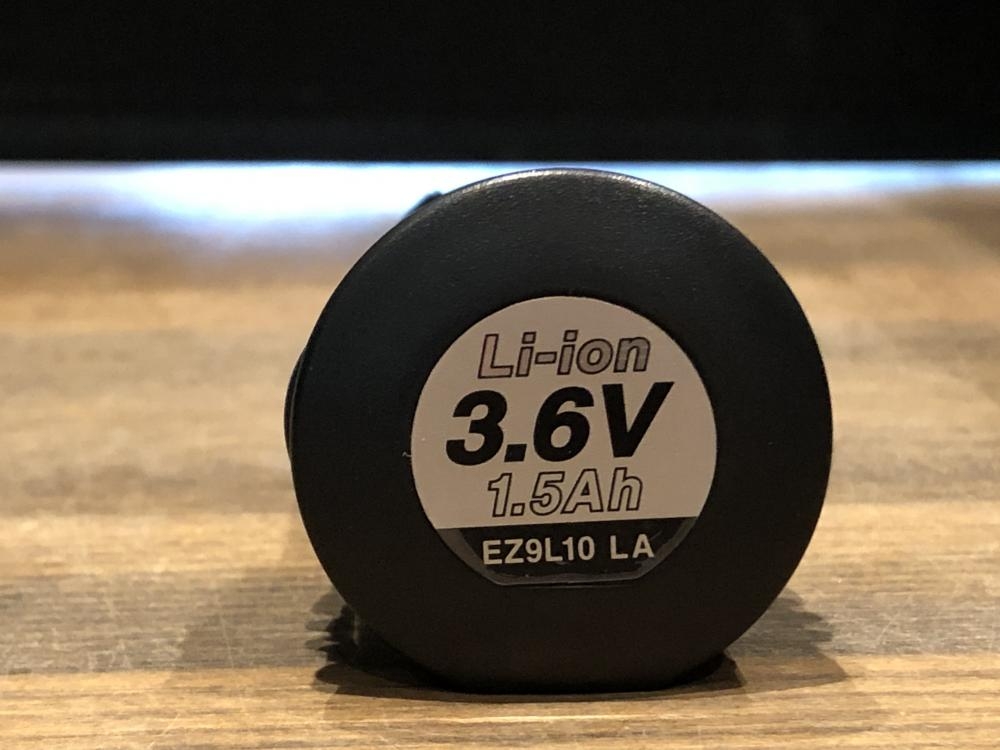 Li-ion
3.6V
1.5Ah
EZ9L10 LA